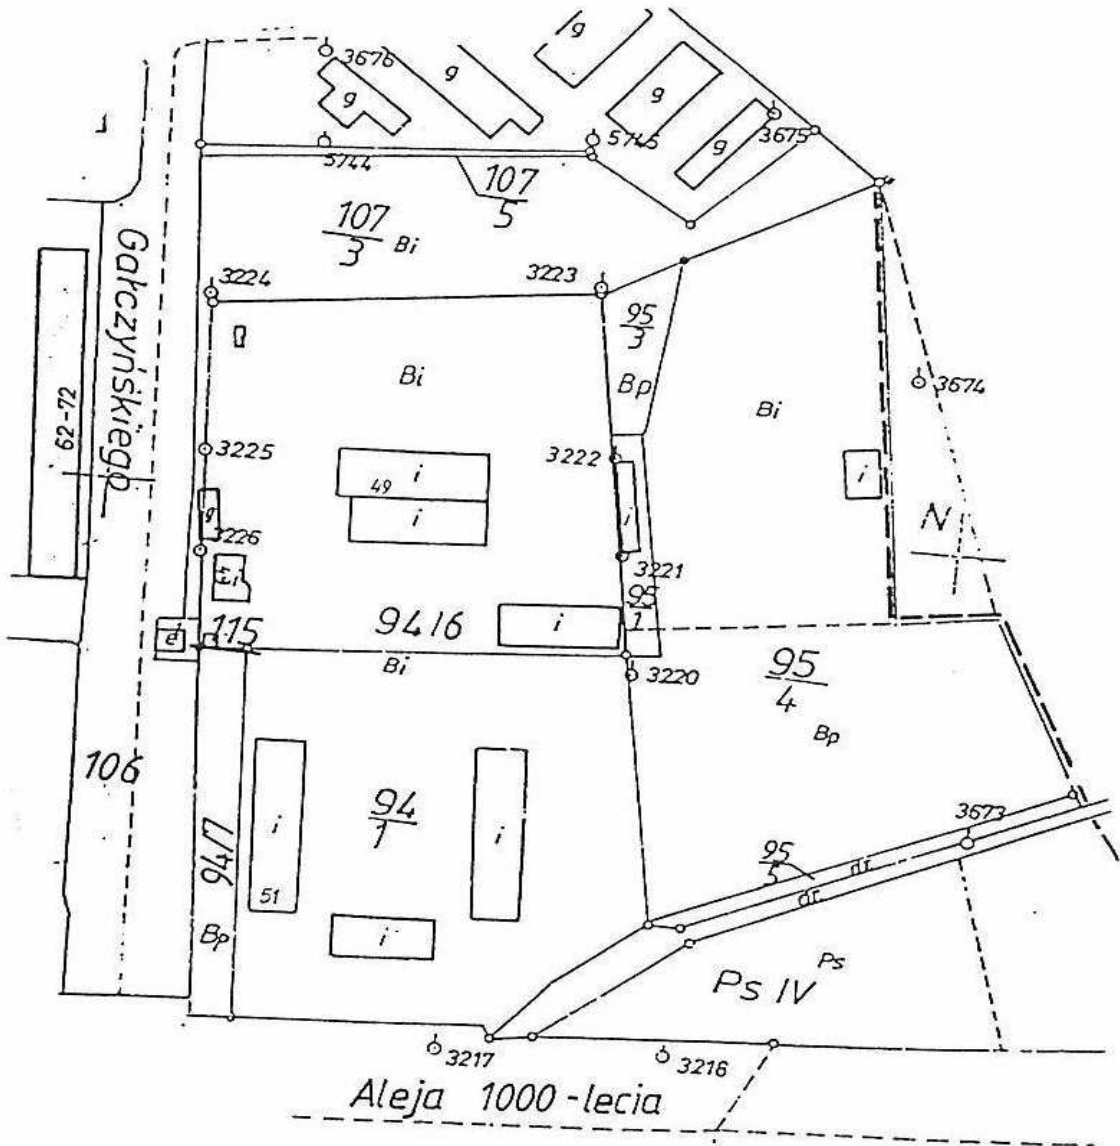 g
3676
g
g
g
5744
5745
g
3675
107
5
107
3
Bi
Gałczyńskiego
3224
3223
95
3
Bi
Bp
Bi
3674
62-72
3225
3222
i
49
i
i
i
g
3226
i
N
3221
95
1
e
115
94/6
i
Bi
3220
95
4
Bp
106
94
1
i
i
94/7
51
3673
95
5
dr
dr
Bp
i
Ps
Ps IV
3217
3216
Aleja 1000-lecia